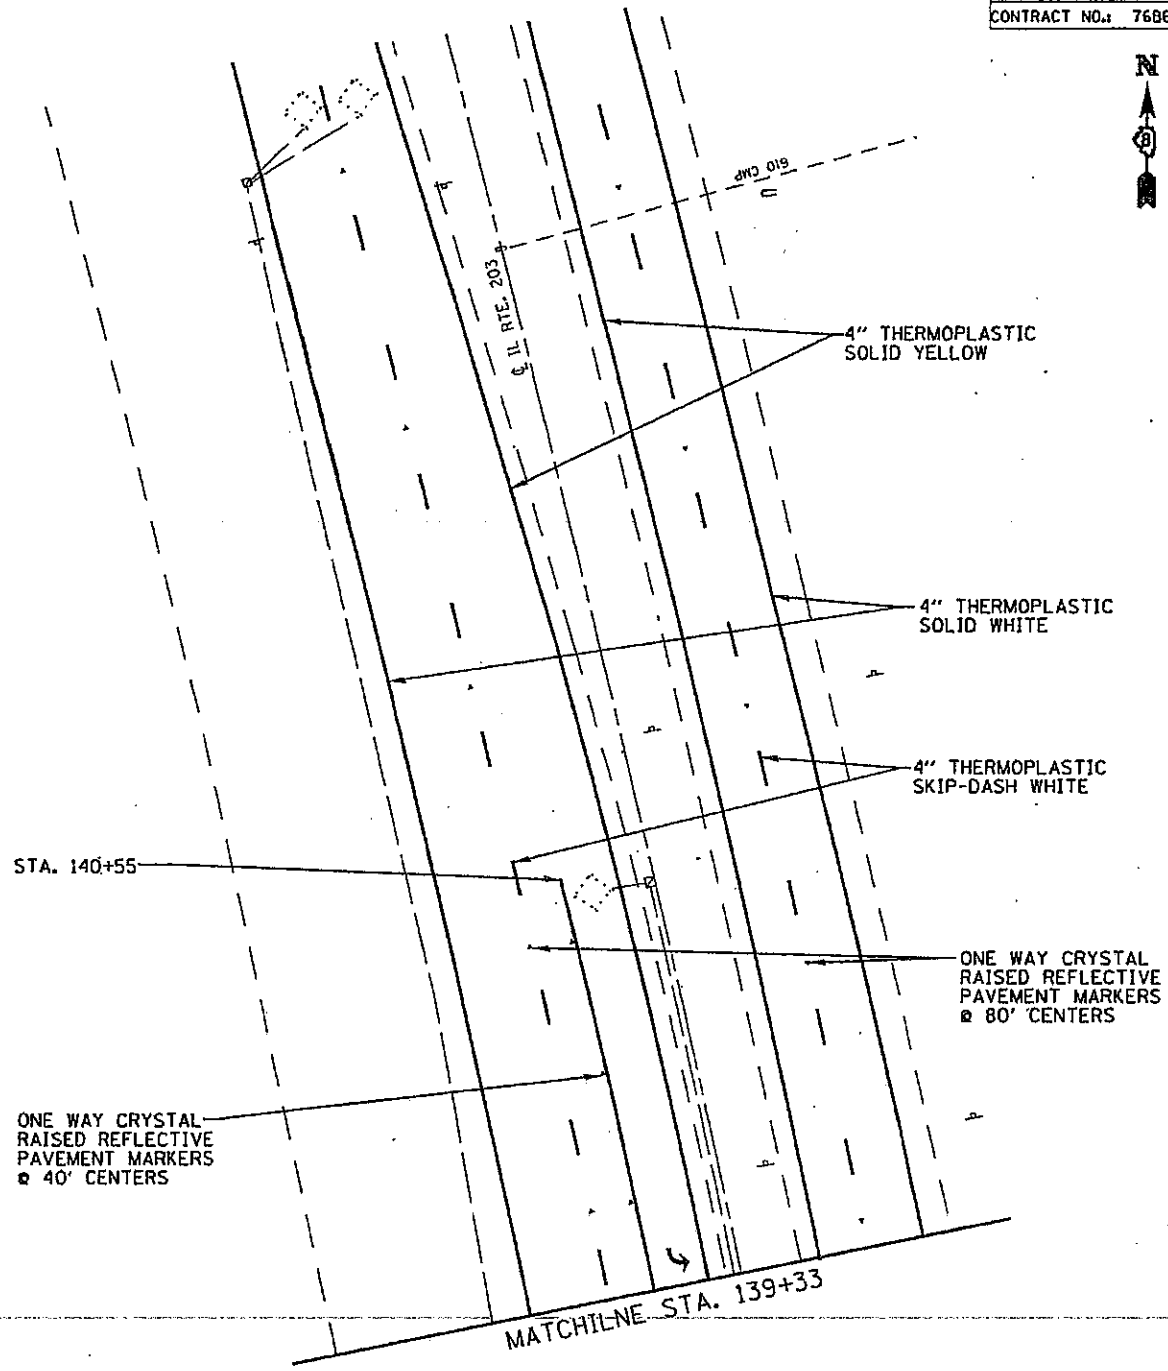 CONTRACT NO.: 76B6
N
610 CMP
℄ IL RTE. 203
4" THERMOPLASTIC
SOLID YELLOW
4" THERMOPLASTIC
SOLID WHITE
4" THERMOPLASTIC
SKIP-DASH WHITE
STA. 140+55
ONE WAY CRYSTAL
RAISED REFLECTIVE
PAVEMENT MARKERS
@ 80' CENTERS
ONE WAY CRYSTAL
RAISED REFLECTIVE
PAVEMENT MARKERS
@ 40' CENTERS
MATCHILNE STA. 139+33